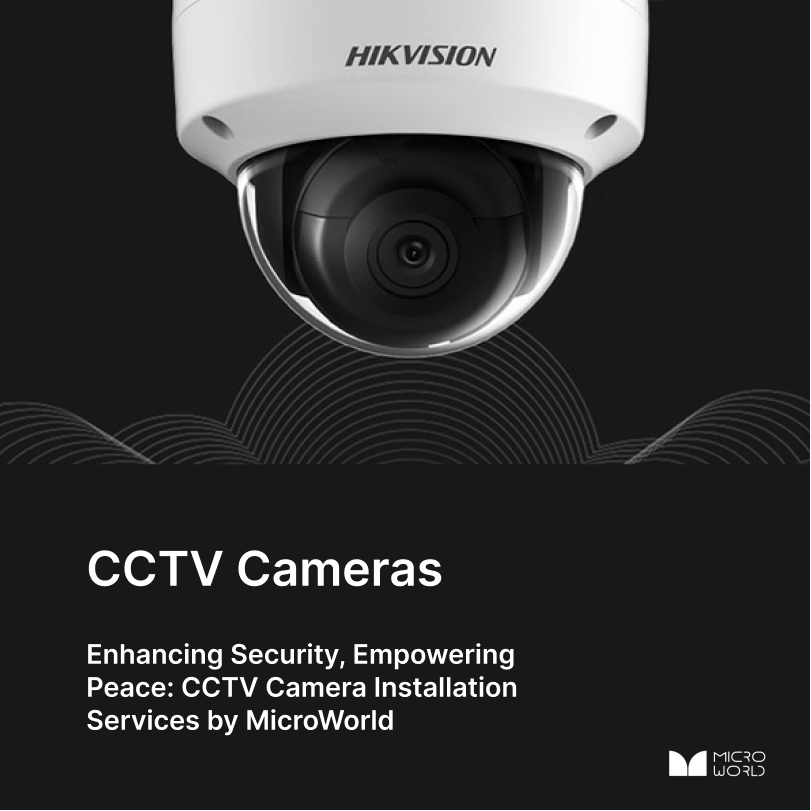 HIKVISION
CCTV Cameras
Enhancing Security, Empowering
Peace: CCTV Camera Installation
Services by MicroWorld
MICRO
WORLD